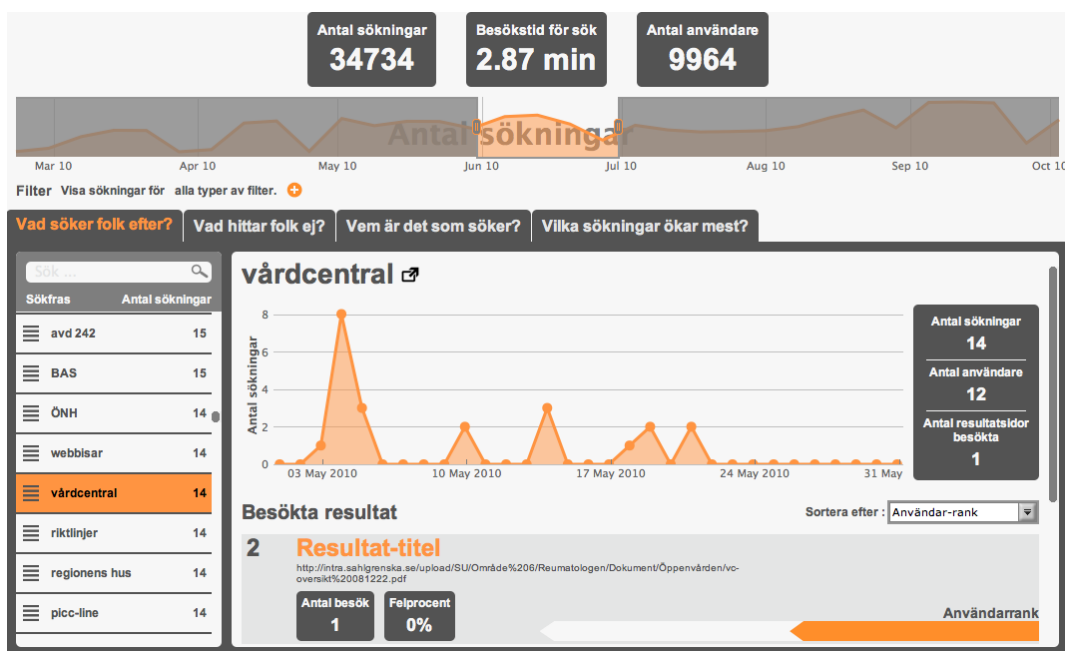 Antal sökningar
34734
Besökstid för sök
2.87 min
Antal användare
9964
Antal sökningar
Mar 10 Apr 10 May 10 Jun 10 Jul 10 Aug 10 Sep 10 Oct 10
Filter Visa sökningar för alla typer av filter.
Vad söker folk efter? Vad hittar folk ej? Vem är det som söker? Vilka sökningar ökar mest?
Sök ...
Sökfras Antal sökningar
avd 242 15
BAS 15
ÖNH 14
webbisar 14
vårdcentral 14
riktlinjer 14
regionens hus 14
picc-line 14
vårdcentral
Antal sökningar
8
6
4
2
0
03 May 2010 10 May 2010 17 May 2010 24 May 2010 31 May
Antal sökningar
14
Antal användare
12
Antal resultatsidor
besökta
1
Besökta resultat
Sortera efter : Användar-rank
2 Resultat-titel
http://intra.sahlgrenska.se/upload/SU/Område%206/Reumatologen/Dokument/Öppenvården/vc-
oversikt%20081222.pdf
Antal besök
1
Felprocent
0%
Användarrank